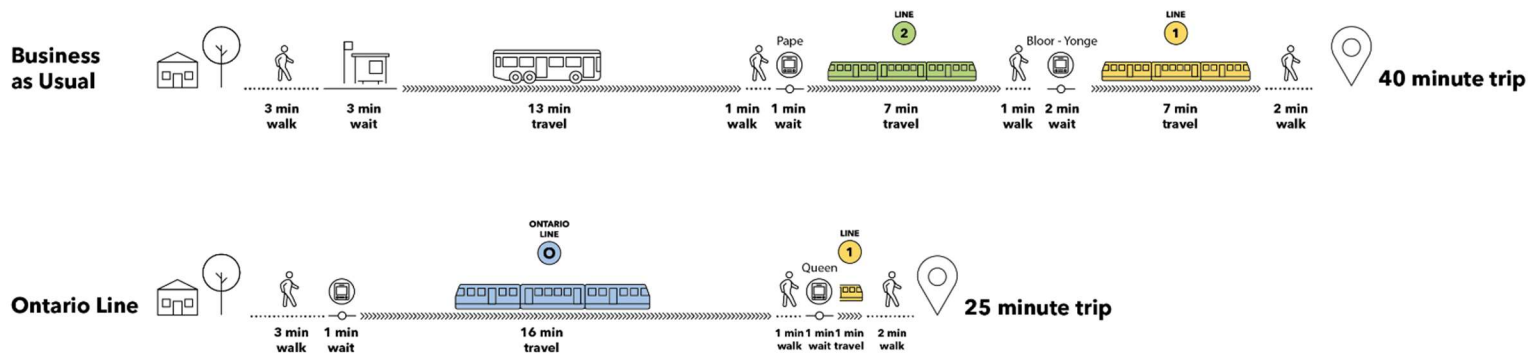 Business
as Usual
3 min
walk
3 min
wait
13 min
travel
1 min
walk
Pape
1 min
wait
LINE
2
7 min
travel
1 min
walk
Bloor - Yonge
2 min
wait
LINE
1
7 min
travel
2 min
walk
40 minute trip
Ontario Line
3 min
walk
1 min
wait
ONTARIO
LINE
O
16 min
travel
1 min
walk
Queen
1 min
wait
LINE
1
1 min
travel
2 min
walk
25 minute trip